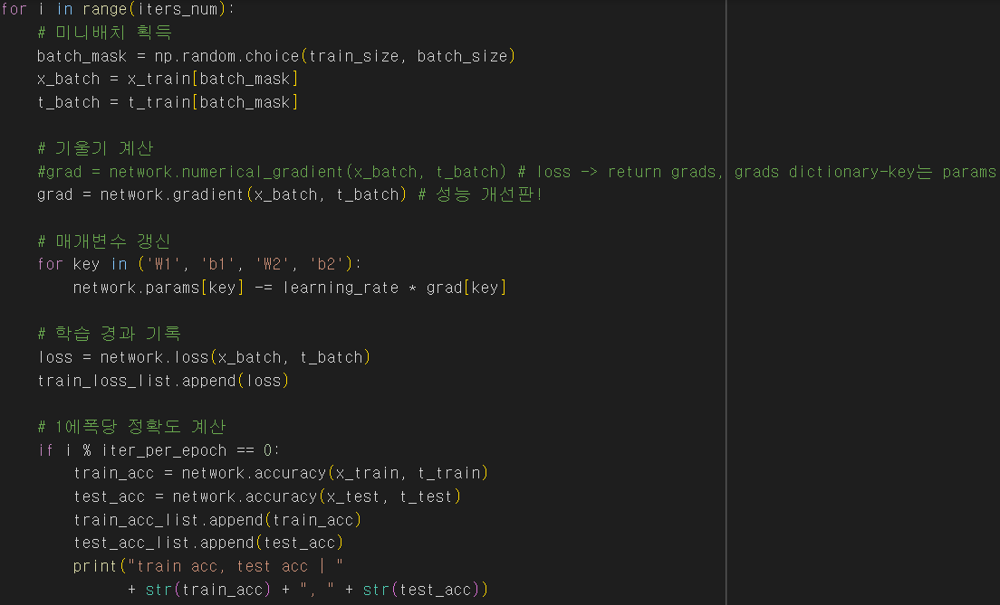 for i in range(iters_num):
    # 미니배치 획득
    batch_mask = np.random.choice(train_size, batch_size)
    x_batch = x_train[batch_mask]
    t_batch = t_train[batch_mask]

    # 기울기 계산
    #grad = network.numerical_gradient(x_batch, t_batch) # loss -> return grads, grads dictionary-key는 params
    grad = network.gradient(x_batch, t_batch) # 성능 개선판!

    # 매개변수 갱신
    for key in ('W1', 'b1', 'W2', 'b2'):
        network.params[key] -= learning_rate * grad[key]

    # 학습 경과 기록
    loss = network.loss(x_batch, t_batch)
    train_loss_list.append(loss)

    # 1에폭당 정확도 계산
    if i % iter_per_epoch == 0:
        train_acc = network.accuracy(x_train, t_train)
        test_acc = network.accuracy(x_test, t_test)
        train_acc_list.append(train_acc)
        test_acc_list.append(test_acc)
        print("train acc, test acc | "
              + str(train_acc) + ", " + str(test_acc))